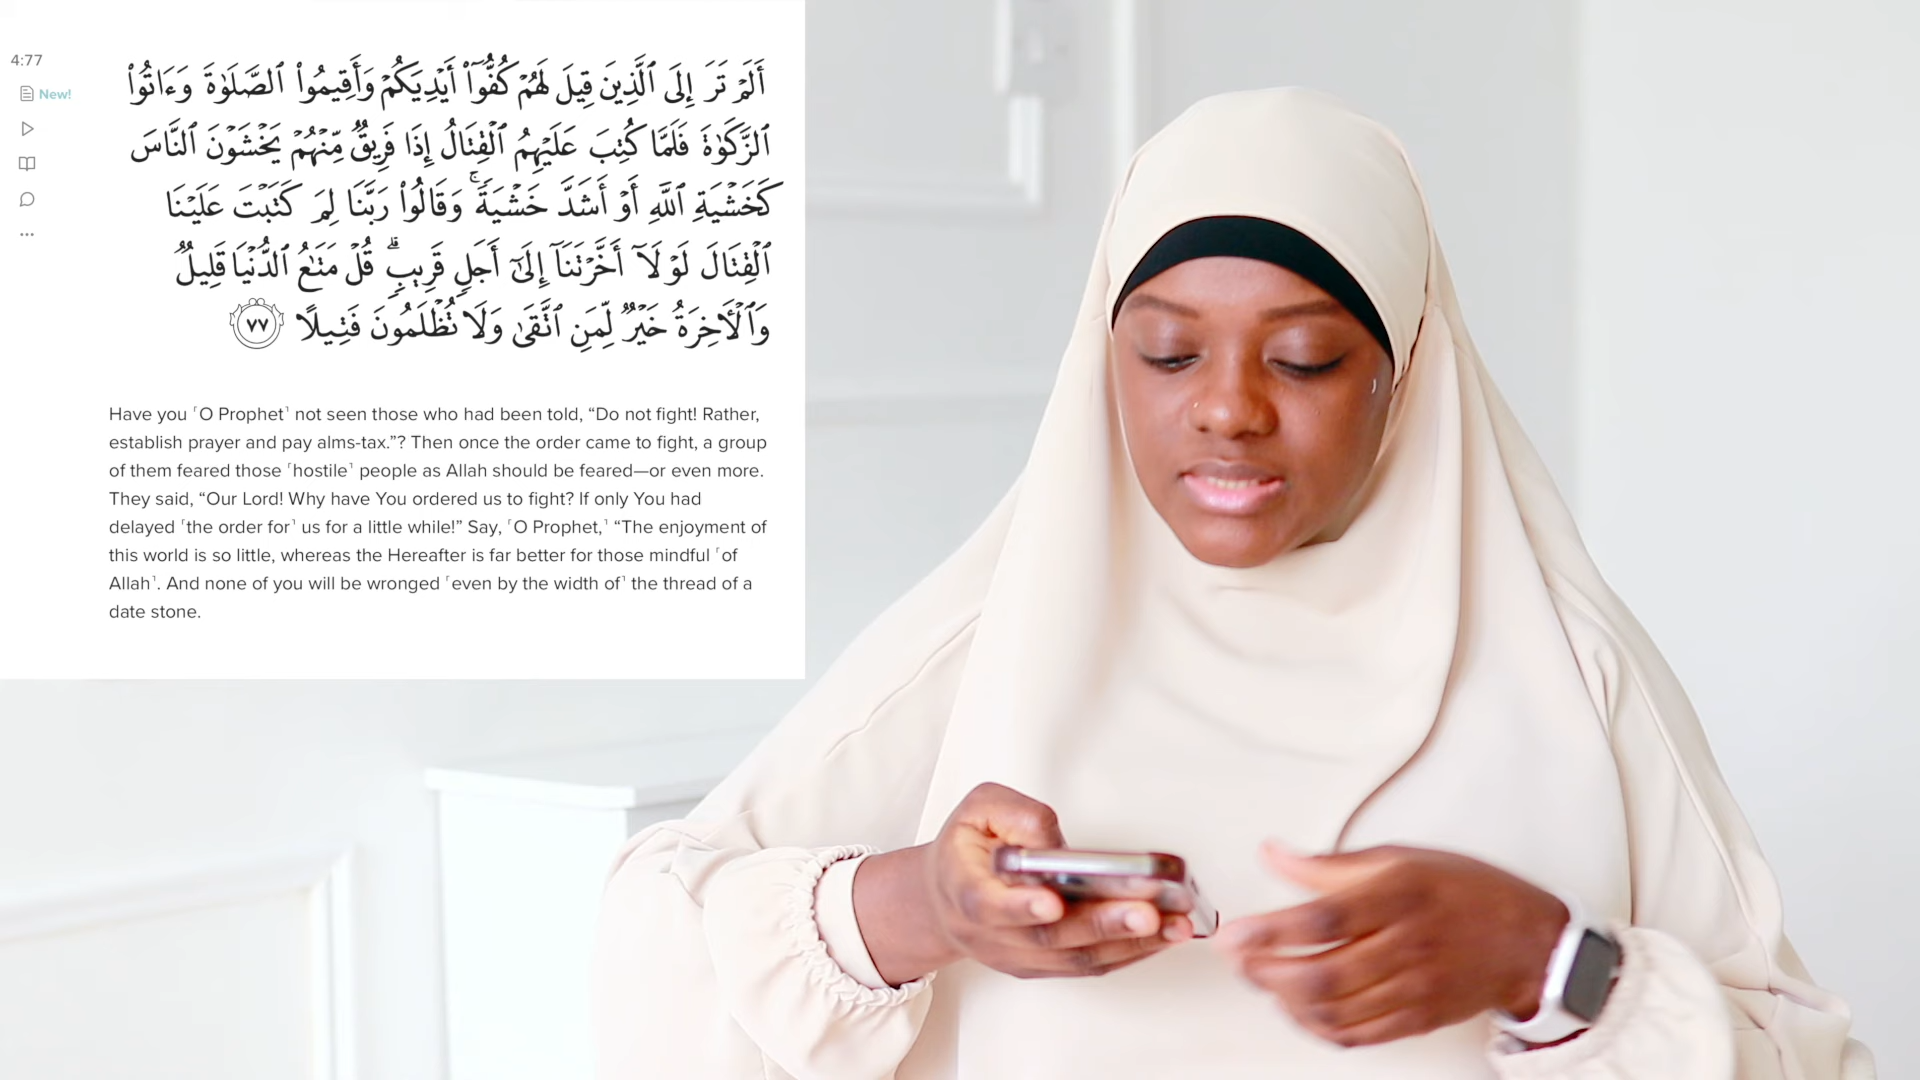 4:77
New!
أَلَمْ تَرَ إِلَى ٱلَّذِينَ قِيلَ لَهُمْ كُفُّوٓا۟ أَيْدِيَكُمْ وَأَقِيمُوا۟ ٱلصَّلَوٰةَ وَءَاتُوا۟
ٱلزَّكَوٰةَ فَلَمَّا كُتِبَ عَلَيْهِمُ ٱلْقِتَالُ إِذَا فَرِيقٌ مِّنْهُمْ يَخْشَوْنَ ٱلنَّاسَ
كَخَشْيَةِ ٱللَّهِ أَوْ أَشَدَّ خَشْيَةً ۚ وَقَالُوا۟ رَبَّنَا لِمَ كَتَبْتَ عَلَيْنَا
ٱلْقِتَالَ لَوْلَآ أَخَّرْتَنَآ إِلَىٰٓ أَجَلٍ قَرِيبٍ ۗ قُلْ مَتَـٰعُ ٱلدُّنْيَا قَلِيلٌ
وَٱلْـَٔاخِرَةُ خَيْرٌ لِّمَنِ ٱتَّقَىٰ وَلَا تُظْلَمُونَ فَتِيلًا ٧٧
Have you ˹O Prophet˺ not seen those who had been told, “Do not fight! Rather,
establish prayer and pay alms-tax.”? Then once the order came to fight, a group
of them feared those ˹hostile˺ people as Allah should be feared—or even more.
They said, “Our Lord! Why have You ordered us to fight? If only You had
delayed ˹the order for˺ us for a little while!” Say, ˹O Prophet,˺ “The enjoyment of
this world is so little, whereas the Hereafter is far better for those mindful ˹of
Allah˺. And none of you will be wronged ˹even by the width of˺ the thread of a
date stone.